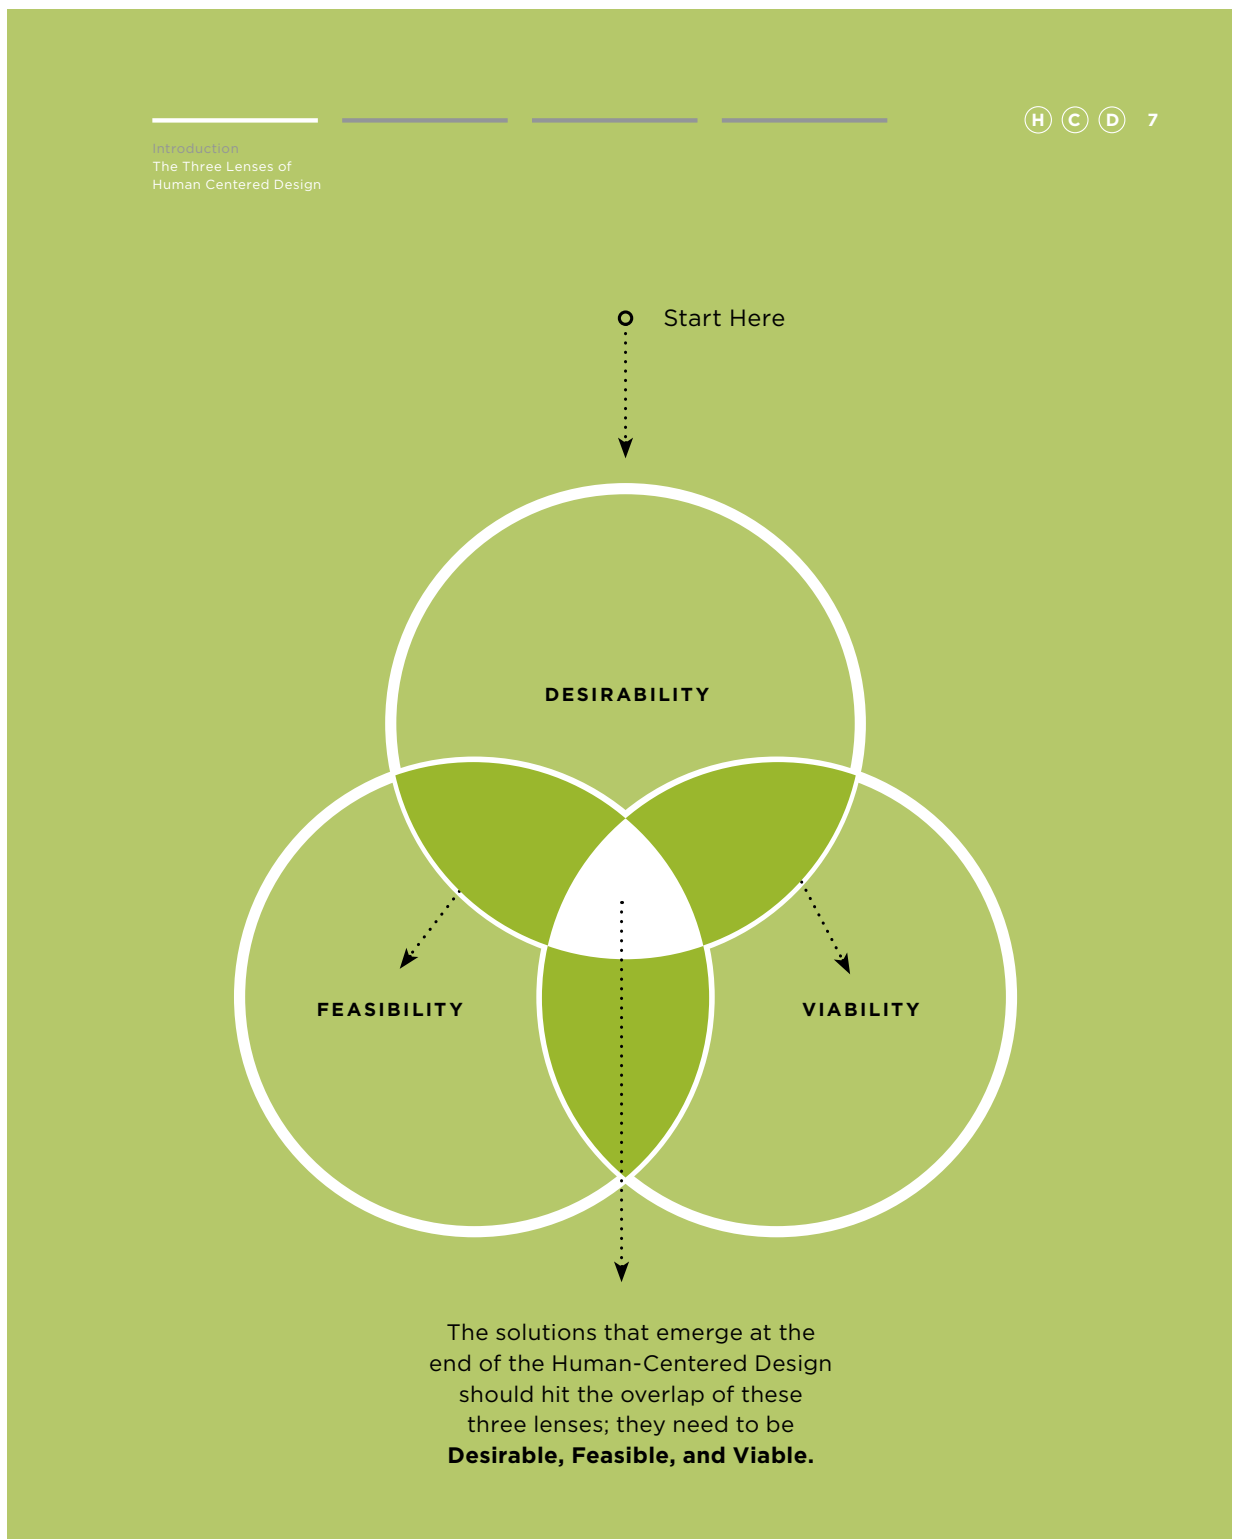 H C D 7
Introduction
The Three Lenses of
Human Centered Design
Start Here
DESIRABILITY
FEASIBILITY
VIABILITY
The solutions that emerge at the
end of the Human-Centered Design
should hit the overlap of these
three lenses; they need to be
Desirable, Feasible, and Viable.